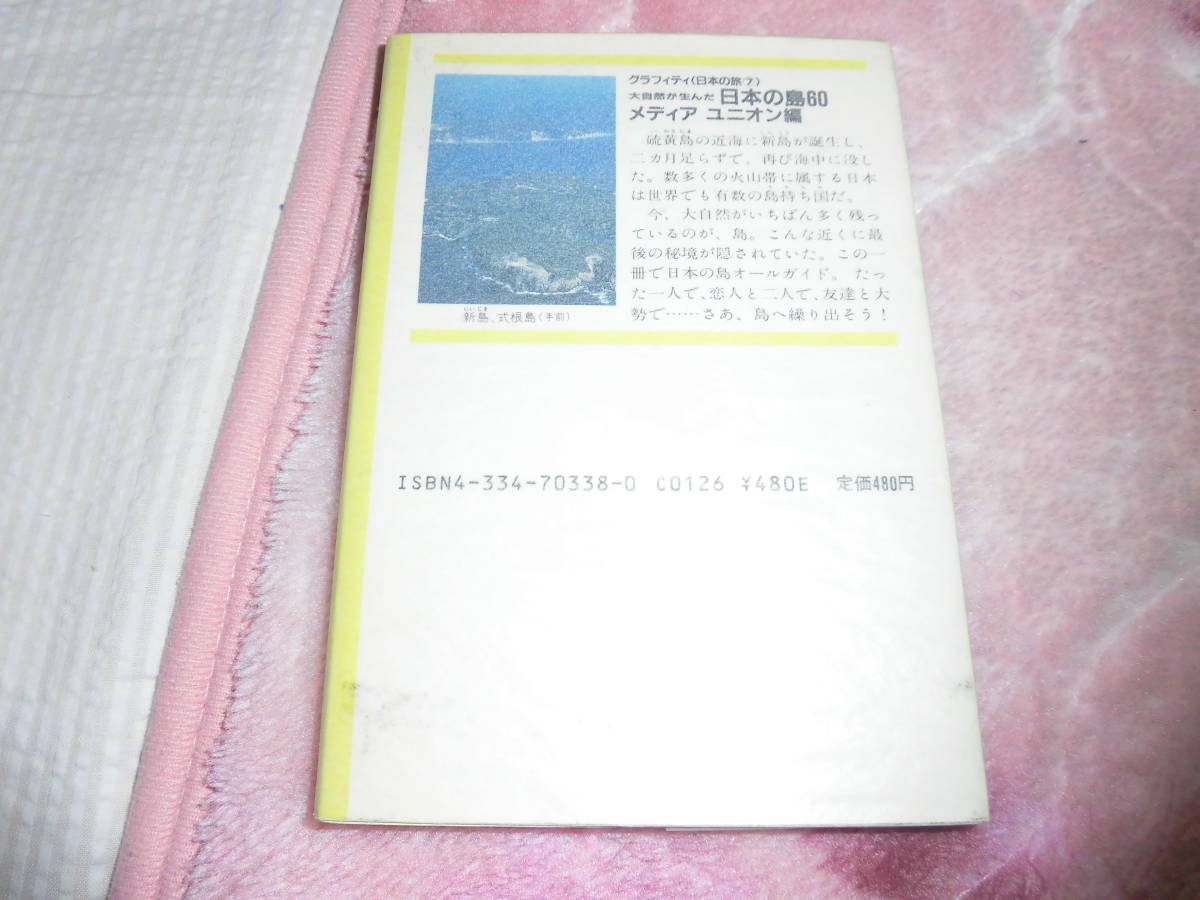 グラフィティ〈日本の旅⑦〉
大自然が生んだ 日本の島60
メディア ユニオン編
硫黄島の近海に新島が誕生し、
二カ月足らずで、再び海中に没し
た。数多くの火山帯に属する日本
は世界でも有数の島持ち国だ。
今、大自然がいちばん多く残っ
ているのが、島。こんな近くに最
後の秘境が隠されていた。この一
冊で日本の島オールガイド。たっ
た一人で、恋人と二人で、友達と大
勢で……さあ、島へ繰り出そう！
新島、式根島(手前)
ISBN4-334-70338-0 C0126 ¥480E 定価480円